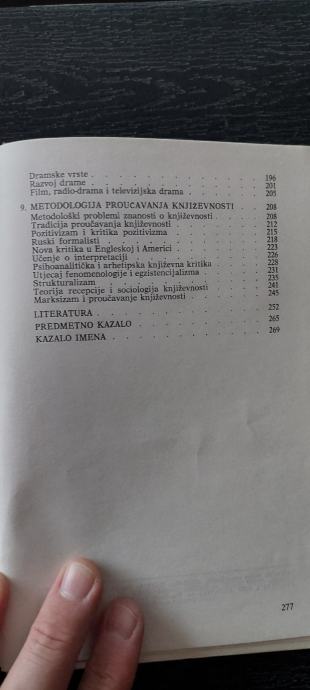 Dramske vrste . . . . . . . . . . . 196
Razvoj drame . . . . . . . . . . . 201
Film, radio-drama i televizijska drama . . . . 205
9. METODOLOGIJA PROUČAVANJA KNJIŽEVNOSTI . 208
Metodološki problemi znanosti o književnosti . . . 208
Tradicija proučavanja književnosti . . . . . 212
Pozitivizam i kritika pozitivizma . . . . . 215
Ruski formalisti . . . . . . . . . . 218
Nova kritika u Engleskoj i Americi . . . . . 223
Učenje o interpretaciji . . . . . . . . 226
Psihoanalitička i arhetipska književna kritika . . . 228
Utjecaj fenomenologije i egzistencijalizma . . . 231
Strukturalizam . . . . . . . . . . 235
Teorija recepcije i sociologija književnosti . . . 241
Marksizam i proučavanje književnosti . . . . 245
LITERATURA . . . . . . . . . . . 252
PREDMETNO KAZALO . . . . . . . . . 265
KAZALO IMENA . . . . . . . . . . . 269
277